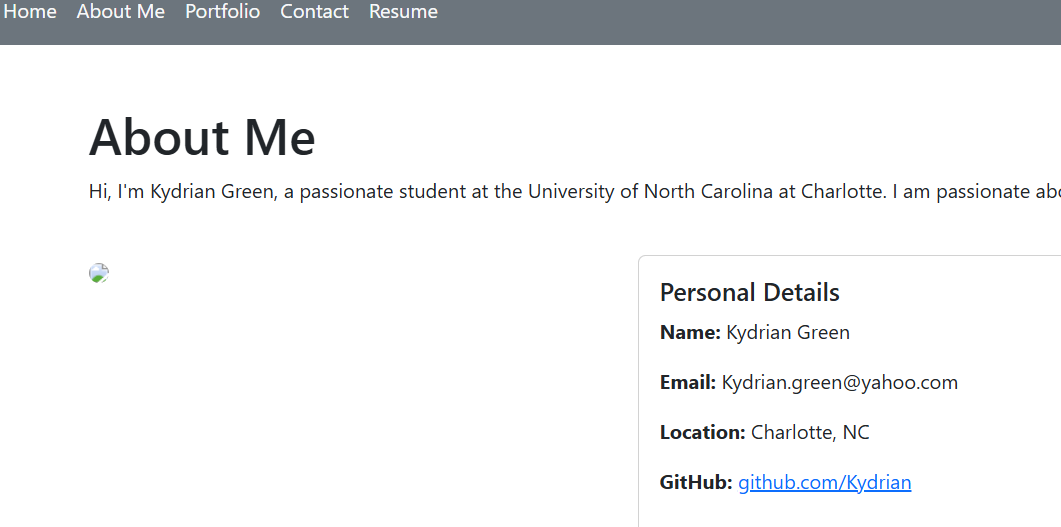 Home About Me Portfolio Contact Resume
About Me
Hi, I'm Kydrian Green, a passionate student at the University of North Carolina at Charlotte. I am passionate
Personal Details
Name: Kydrian Green
Email: Kydrian.green@yahoo.com
Location: Charlotte, NC
GitHub: github.com/Kydrian